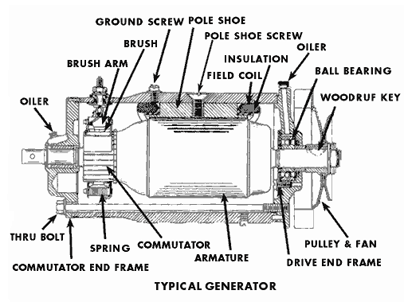 GROUND SCREW
POLE SHOE
BRUSH
POLE SHOE SCREW
BRUSH ARM
INSULATION
OILER
FIELD COIL
BALL BEARING
OILER
WOODRUF KEY
THRU BOLT
SPRING
COMMUTATOR
PULLEY & FAN
ARMATURE
DRIVE END FRAME
COMMUTATOR END FRAME
TYPICAL GENERATOR